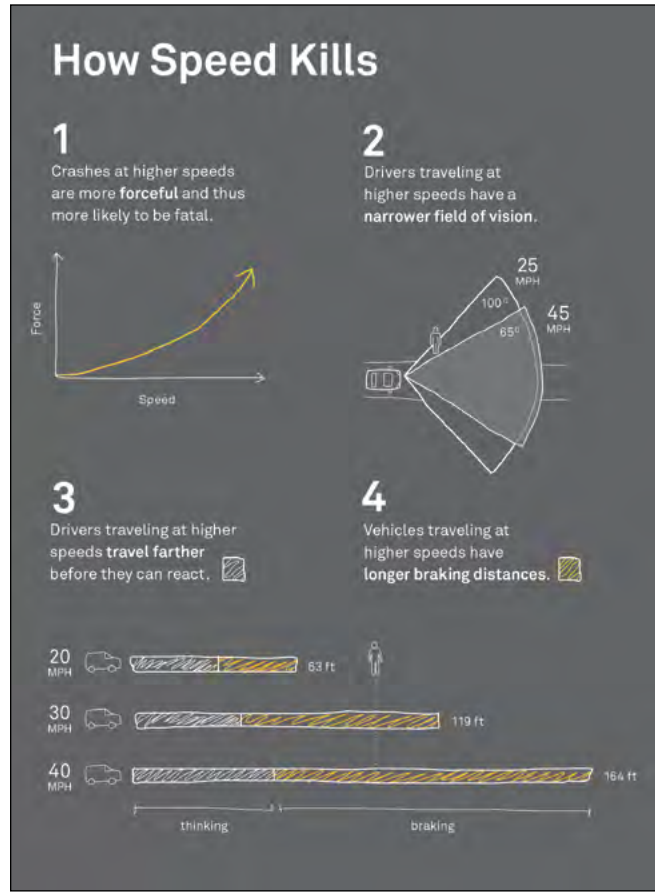 How Speed Kills
1
Crashes at higher speeds
are more forceful and thus
more likely to be fatal.
Force
Speed
2
Drivers traveling at
higher speeds have a
narrower field of vision.
25
MPH
100°
45
MPH
65°
3
Drivers traveling at higher
speeds travel farther
before they can react.
4
Vehicles traveling at
higher speeds have
longer braking distances.
20
MPH
63 ft
30
MPH
119 ft
40
MPH
164 ft
thinking
braking